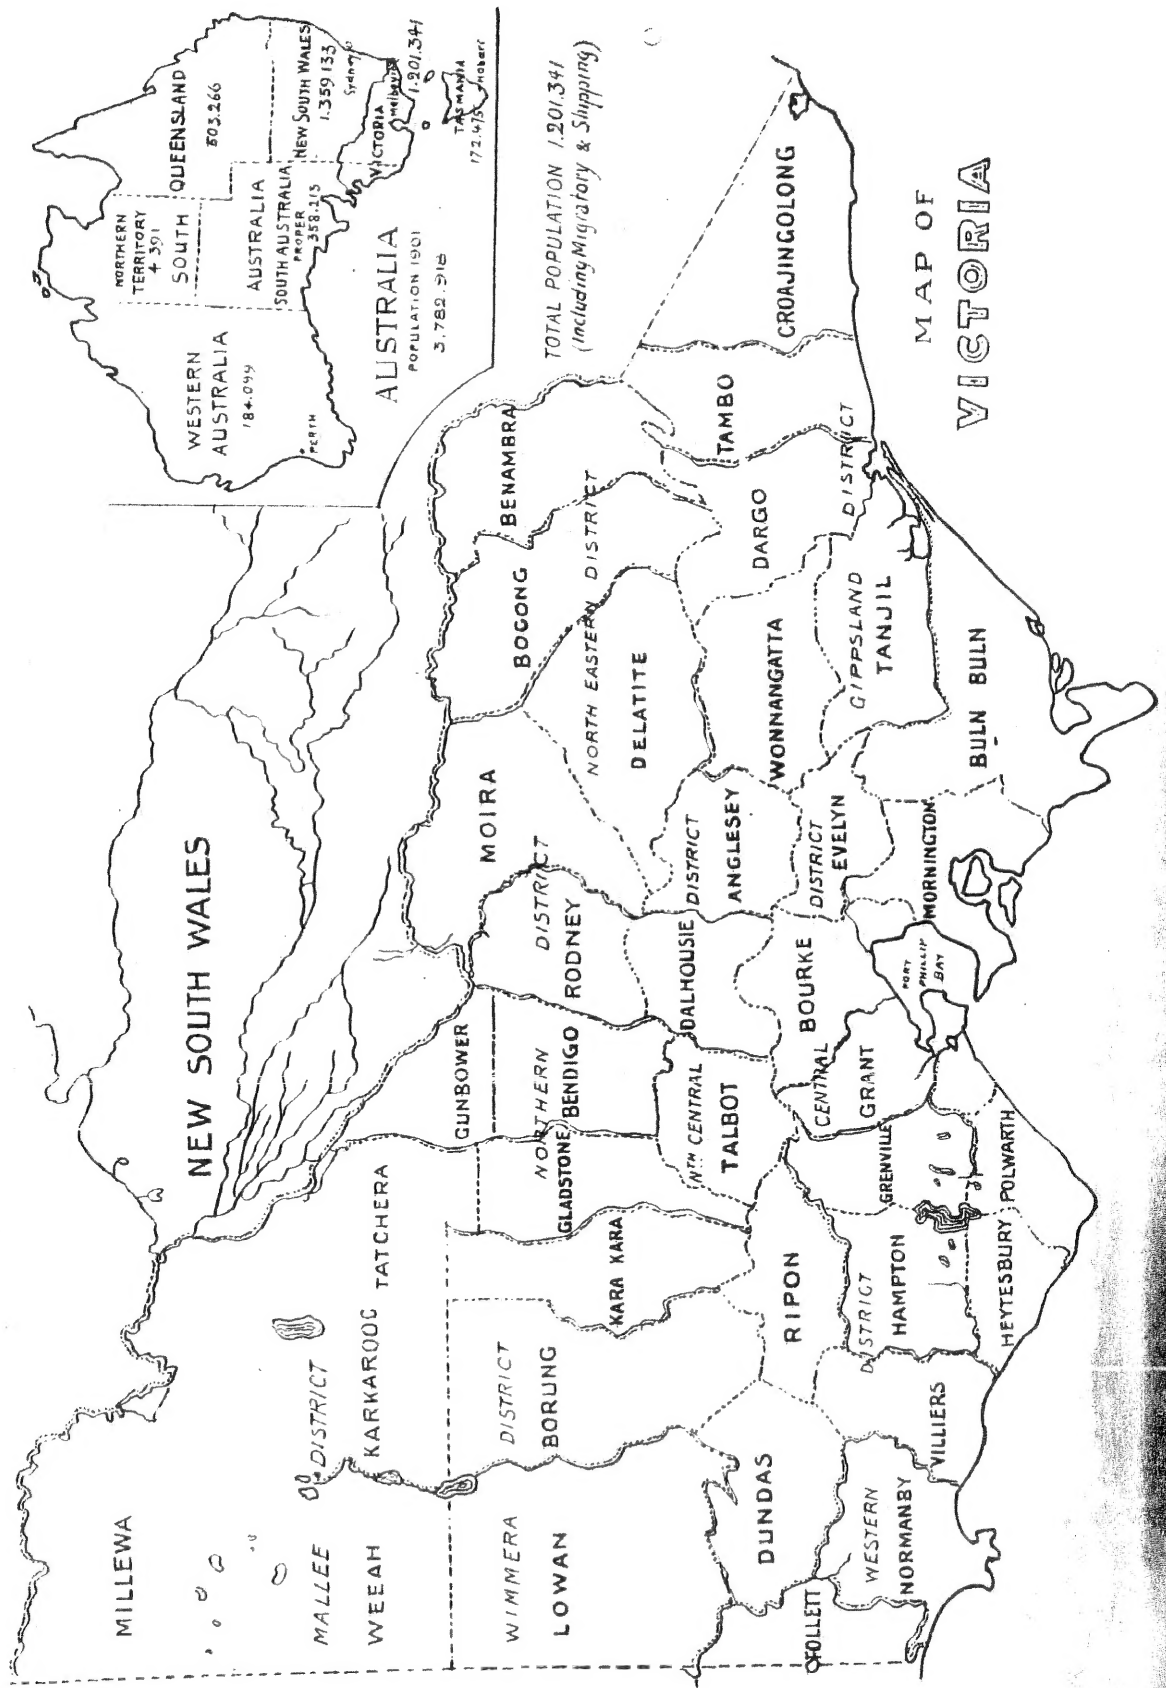 QUEENSLAND
503.266
NORTHERN
TERRITORY
4 391
SOUTH
AUSTRALIA
SOUTH AUSTRALIA
PROPER
358.215
NEW SOUTH WALES
1.359 133
Sydney
WESTERN
AUSTRALIA
184.099
PERTH
VICTORIA
1.201.341
TASMANIA
172.475
Hobart
AUSTRALIA
POPULATION 1901
3.782.918
TOTAL POPULATION 1.201.341
(Including Migratory & Shipping)
NEW SOUTH WALES
MILLEWA
MALLEE DISTRICT
WEEAH
KARKAROOC
TATCHERA
GUNBOWER
MOIRA
BOGONG
BENAMBRA
WIMMERA DISTRICT
LOWAN
BORUNG
KARA KARA
GLADSTONE
NORTHERN DISTRICT
BENDIGO
RODNEY
NORTH EASTERN DISTRICT
DELATITE
NTH CENTRAL DISTRICT
TALBOT
DALHOUSIE
ANGLESEY
WONNANGATTA
DARGO
TAMBO
CROAJINGOLONG
DUNDAS
RIPON
CENTRAL DISTRICT
GRANT
BOURKE
EVELYN
GIPPSLAND DISTRICT
TANJIL
FOLLETT
WESTERN DISTRICT
NORMANBY
VILLIERS
HAMPTON
GRENVILLE
PORT
PHILLIP
BAY
MORNINGTON
BULN BULN
HEYTESBURY
POLWARTH
MAP OF
VICTORIA